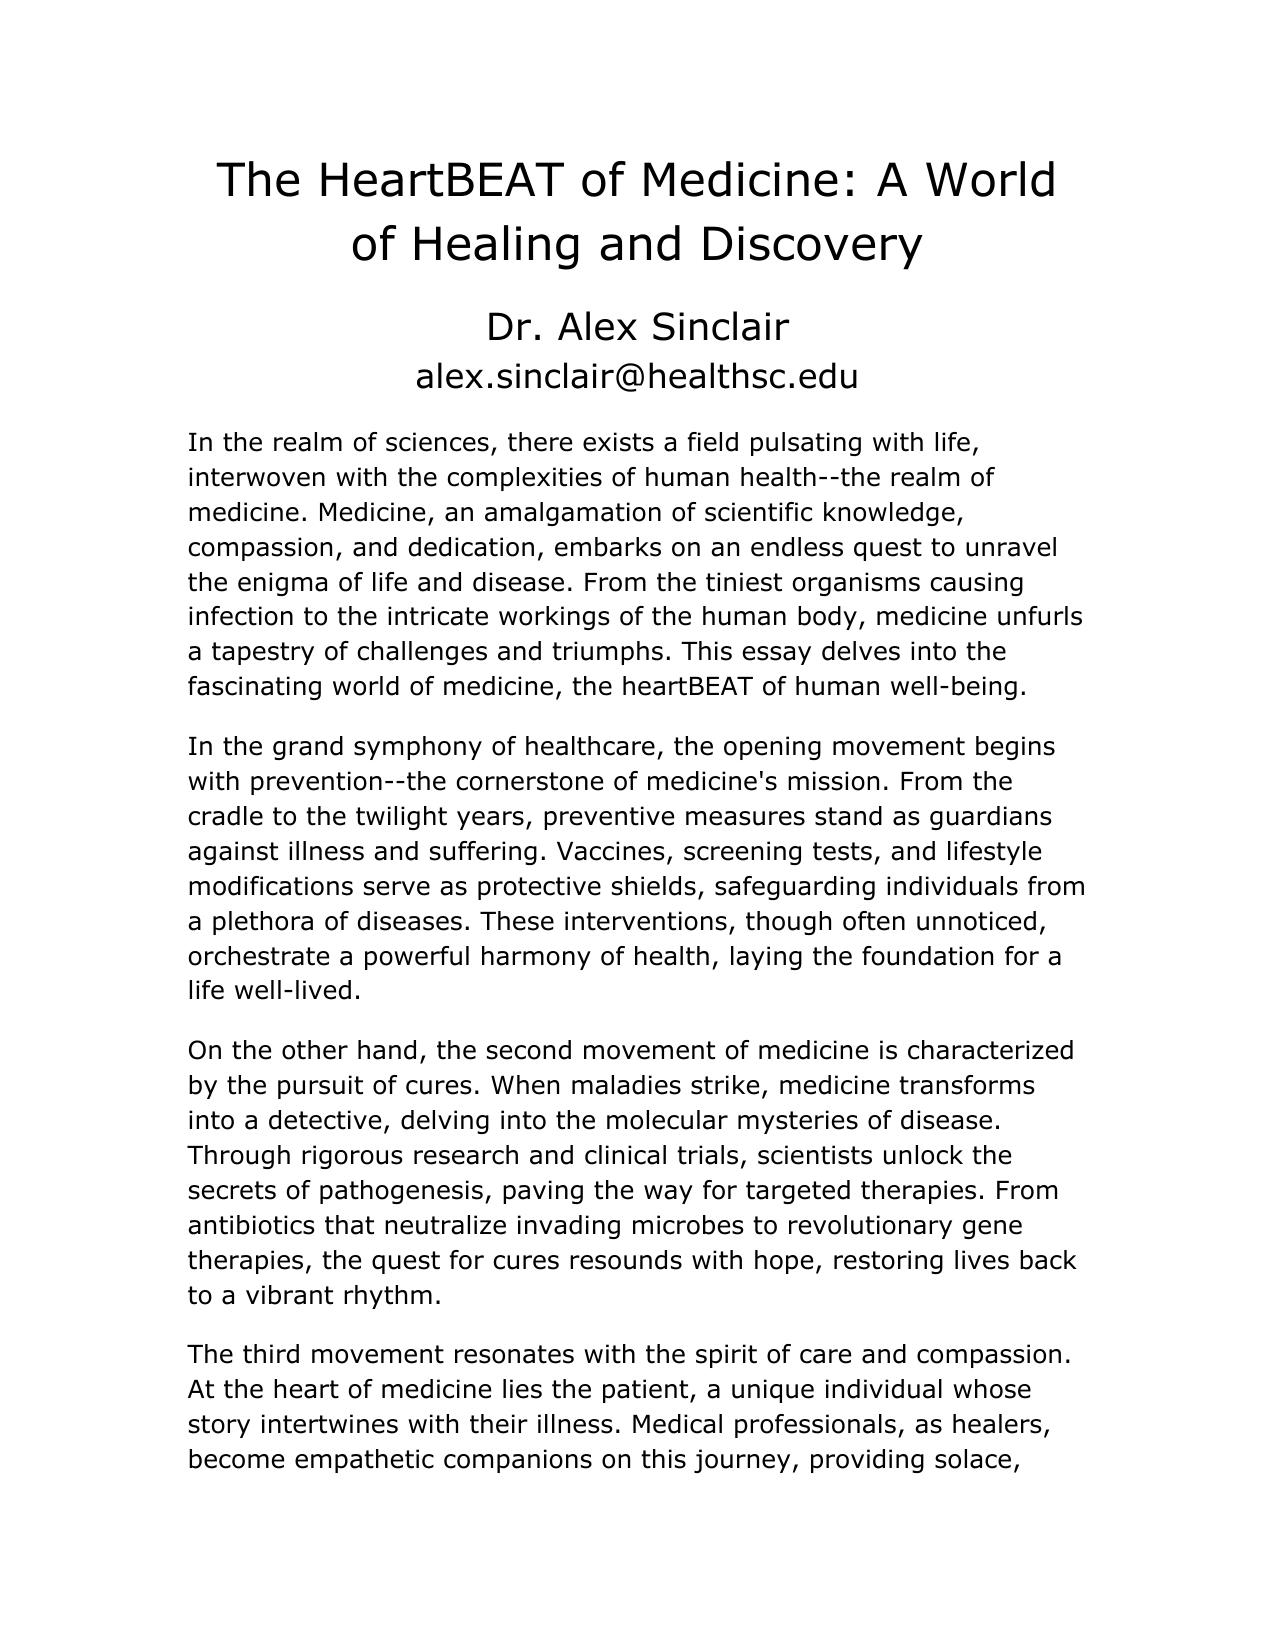 The HeartBEAT of Medicine: A World
of Healing and Discovery
Dr. Alex Sinclair
alex.sinclair@healthsc.edu
In the realm of sciences, there exists a field pulsating with life,
interwoven with the complexities of human health--the realm of
medicine. Medicine, an amalgamation of scientific knowledge,
compassion, and dedication, embarks on an endless quest to unravel
the enigma of life and disease. From the tiniest organisms causing
infection to the intricate workings of the human body, medicine unfurls
a tapestry of challenges and triumphs. This essay delves into the
fascinating world of medicine, the heartBEAT of human well-being.
In the grand symphony of healthcare, the opening movement begins
with prevention--the cornerstone of medicine's mission. From the
cradle to the twilight years, preventive measures stand as guardians
against illness and suffering. Vaccines, screening tests, and lifestyle
modifications serve as protective shields, safeguarding individuals from
a plethora of diseases. These interventions, though often unnoticed,
orchestrate a powerful harmony of health, laying the foundation for a
life well-lived.
On the other hand, the second movement of medicine is characterized
by the pursuit of cures. When maladies strike, medicine transforms
into a detective, delving into the molecular mysteries of disease.
Through rigorous research and clinical trials, scientists unlock the
secrets of pathogenesis, paving the way for targeted therapies. From
antibiotics that neutralize invading microbes to revolutionary gene
therapies, the quest for cures resounds with hope, restoring lives back
to a vibrant rhythm.
The third movement resonates with the spirit of care and compassion.
At the heart of medicine lies the patient, a unique individual whose
story intertwines with their illness. Medical professionals, as healers,
become empathetic companions on this journey, providing solace,